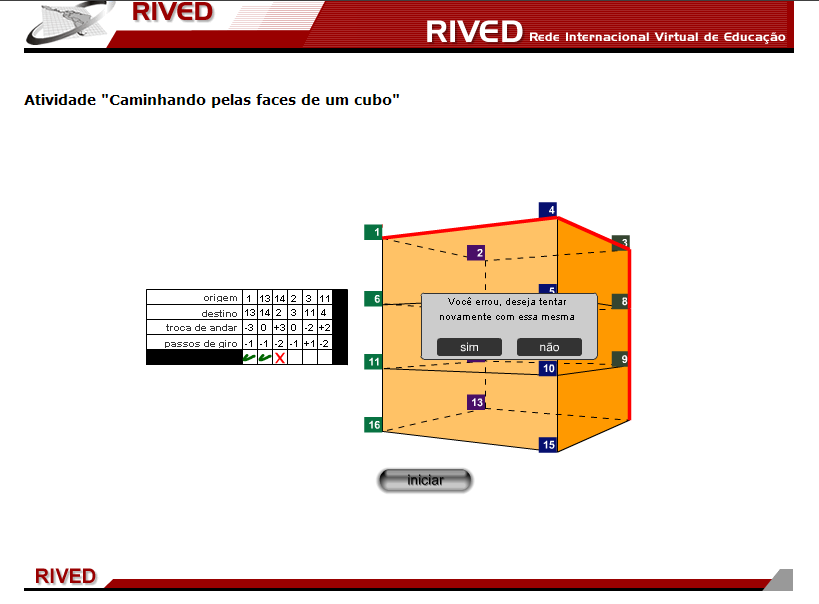 RIVED
RIVED Rede Internacional Virtual de Educação
Atividade "Caminhando pelas faces de um cubo"
4
1
3
2
origem 1 13 14 2 3 11
destino 13 14 2 3 11 4
troca de andar -3 0 +3 0 -2 +2
passos de giro -1 -1 -2 -1 +1 -2
X
6
5
8
Você errou, deseja tentar
novamente com essa mesma
sim não
11
10
9
13
16
15
iniciar
RIVED